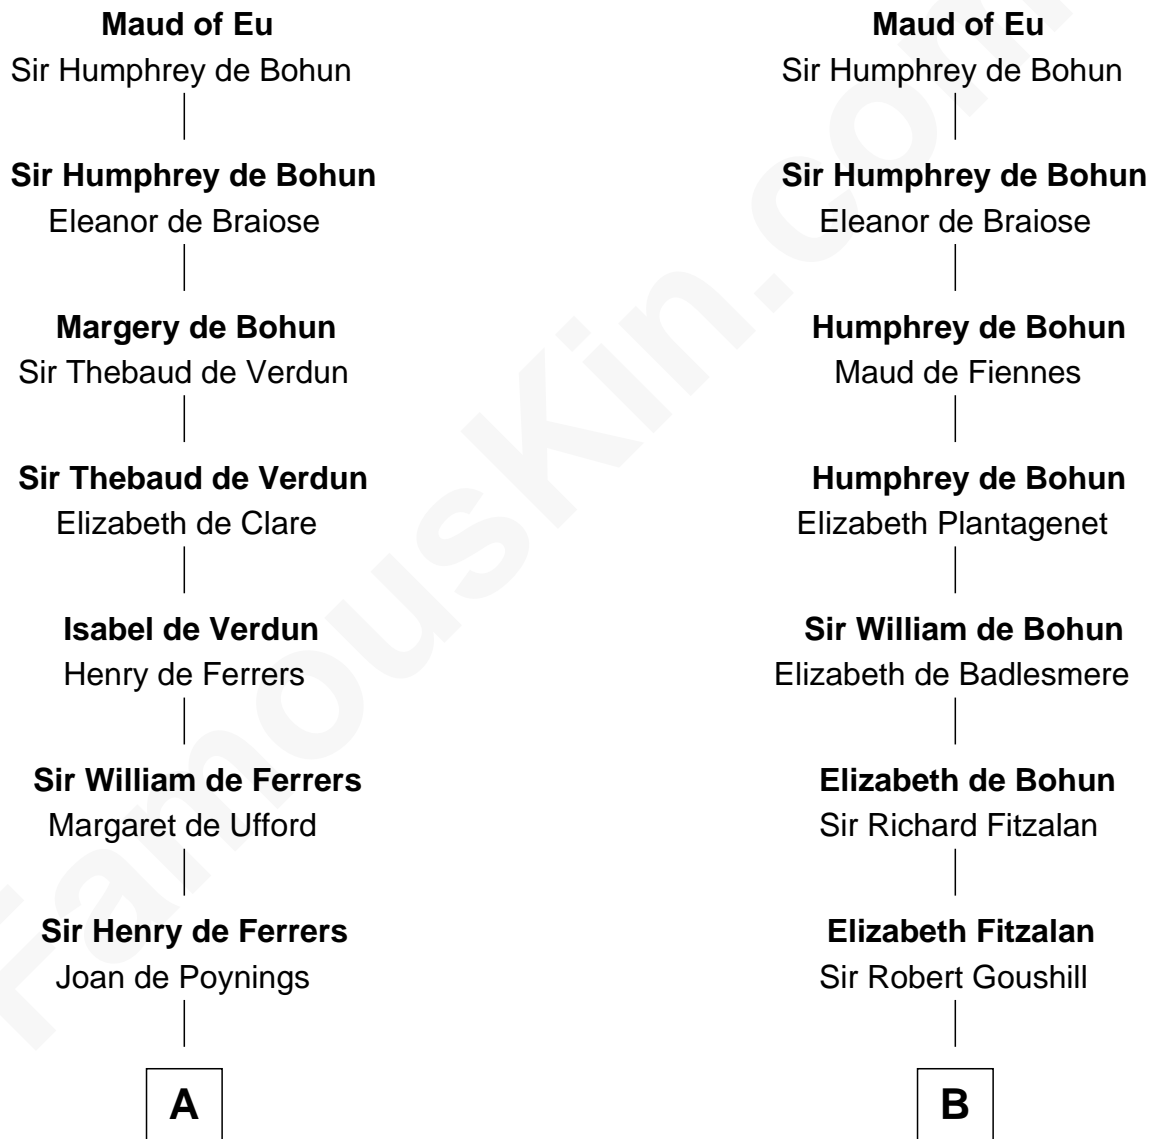 Maud of Eu
Sir Humphrey de Bohun
Sir Humphrey de Bohun
Eleanor de Braiose
Margery de Bohun
Sir Thebaud de Verdun
Sir Thebaud de Verdun
Elizabeth de Clare
Isabel de Verdun
Henry de Ferrers
Sir William de Ferrers
Margaret de Ufford
Sir Henry de Ferrers
Joan de Poynings
A
Maud of Eu
Sir Humphrey de Bohun
Sir Humphrey de Bohun
Eleanor de Braiose
Humphrey de Bohun
Maud de Fiennes
Humphrey de Bohun
Elizabeth Plantagenet
Sir William de Bohun
Elizabeth de Badlesmere
Elizabeth de Bohun
Sir Richard Fitzalan
Elizabeth Fitzalan
Sir Robert Goushill
B
FamousKin.com